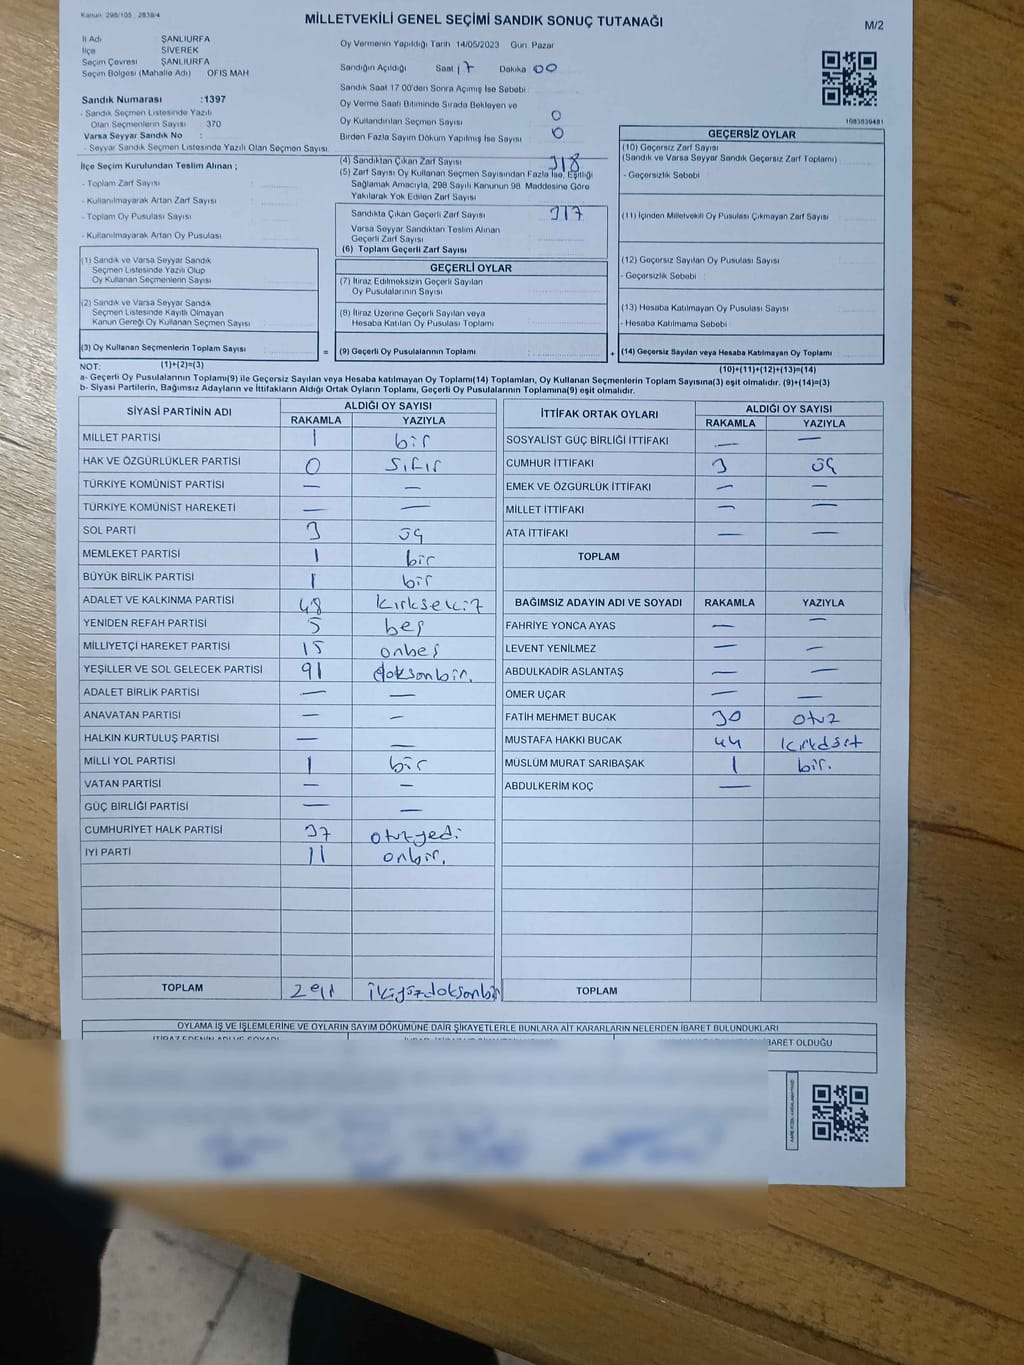 Kanun 298/105 2839/4
MİLLETVEKİLİ GENEL SEÇİMİ SANDIK SONUÇ TUTANAĞI
M/2
İl Adı ŞANLIURFA
İlçe SİVEREK
Seçim Çevresi ŞANLIURFA
Seçim Bölgesi (Mahalle Adı) OFIS MAH
Sandık Numarası :1397
- Sandık Seçmen Listesinde Yazılı
Olan Seçmenlerin Sayısı 370
Varsa Seyyar Sandık No :
- Seyyar Sandık Seçmen Listesinde Yazılı Olan Seçmen Sayısı
İlçe Seçim Kurulundan Teslim Alınan ;
- Toplam Zarf Sayısı
- Kullanılmayarak Artan Zarf Sayısı
- Toplam Oy Pusulası Sayısı
- Kullanılmayarak Artan Oy Pusulası
(1) Sandık ve Varsa Seyyar Sandık
Seçmen Listesinde Yazılı Olup
Oy Kullanan Seçmenlerin Sayısı
(2) Sandık ve Varsa Seyyar Sandık
Seçmen Listesinde Kayıtlı Olmayan
Kanun Gereği Oy Kullanan Seçmen Sayısı
(3) Oy Kullanan Seçmenlerin Toplam Sayısı
Oy Vermenin Yapıldığı Tarih 14/05/2023 Gün Pazar
Sandığın Açıldığı Saat 17 Dakika 00
Sandık Saat 17.00'den Sonra Açımış İse Sebebi
Oy Verme Saati Bitiminde Sırada Bekleyen ve
Oy Kullandırılan Seçmen Sayısı 0
Birden Fazla Sayım Döküm Yapılmış İse Sayısı 0
(4) Sandıktan Çıkan Zarf Sayısı 318
(5) Zarf Sayısı Oy Kullanan Seçmen Sayısından Fazla İse, Eşitliği
Sağlamak Amacıyla, 298 Sayılı Kanunun 98. Maddesine Göre
Yakılarak Yok Edilen Zarf Sayısı
Sandıkta Çıkan Geçerli Zarf Sayısı 317
Varsa Seyyar Sandıktan Teslim Alınan
Geçerli Zarf Sayısı
(6) Toplam Geçerli Zarf Sayısı
GEÇERLİ OYLAR
(7) İtiraz Edilmeksizin Geçerli Sayılan
Oy Pusulalarının Sayısı
(8) İtiraz Üzerine Geçerli Sayılan veya
Hesaba Katılan Oy Pusulası Toplamı
= (9) Geçerli Oy Pusulalarının Toplamı :
1083839481
GEÇERSİZ OYLAR
(10) Geçersiz Zarf Sayısı
(Sandık ve Varsa Seyyar Sandık Geçersiz Zarf Toplamı)
- Geçersizlik Sebebi
(11) İçinden Milletvekili Oy Pusulası Çıkmayan Zarf Sayısı
(12) Geçersiz Sayılan Oy Pusulası Sayısı
- Geçersizlik Sebebi
(13) Hesaba Katılmayan Oy Pusulası Sayısı
- Hesaba Katılmama Sebebi
+ (14) Geçersiz Sayılan veya Hesaba Katılmayan Oy Toplamı
NOT: (1)+(2)=(3) (10)+(11)+(12)+(13)=(14)
a- Geçerli Oy Pusulalarının Toplamı(9) ile Geçersiz Sayılan veya Hesaba katılmayan Oy Toplamı(14) Toplamları, Oy Kullanan Seçmenlerin Toplam Sayısına(3) eşit olmalıdır. (9)+(14)=(3)
b- Siyasi Partilerin, Bağımsız Adayların ve İttifakların Aldığı Ortak Oyların Toplamı, Geçerli Oy Pusulalarının Toplamına(9) eşit olmalıdır.
SİYASİ PARTİNİN ADI ALDIĞI OY SAYISI
RAKAMLA YAZIYLA
MİLLET PARTİSİ 1 bir
HAK VE ÖZGÜRLÜKLER PARTİSİ 0 sıfır
TÜRKİYE KOMÜNİST PARTİSİ — —
TÜRKİYE KOMÜNİST HAREKETİ — —
SOL PARTİ 3 üç
MEMLEKET PARTİSİ 1 bir
BÜYÜK BİRLİK PARTİSİ 1 bir
ADALET VE KALKINMA PARTİSİ 48 kırksekiz
YENİDEN REFAH PARTİSİ 5 beş
MİLLİYETÇİ HAREKET PARTİSİ 15 onbeş
YEŞİLLER VE SOL GELECEK PARTİSİ 91 doksanbir.
ADALET BİRLİK PARTİSİ — —
ANAVATAN PARTİSİ — —
HALKIN KURTULUŞ PARTİSİ — —
MİLLİ YOL PARTİSİ 1 bir
VATAN PARTİSİ — —
GÜÇ BİRLİĞİ PARTİSİ — —
CUMHURİYET HALK PARTİSİ 37 otuzyedi
İYİ PARTİ 11 onbir.
TOPLAM 291 ikiyüzdoksanbir
İTTİFAK ORTAK OYLARI ALDIĞI OY SAYISI
RAKAMLA YAZIYLA
SOSYALİST GÜÇ BİRLİĞİ İTTİFAKI — —
CUMHUR İTTİFAKI 3 üç
EMEK VE ÖZGÜRLÜK İTTİFAKI — —
MİLLET İTTİFAKI — —
ATA İTTİFAKI — —
TOPLAM
BAĞIMSIZ ADAYIN ADI VE SOYADI RAKAMLA YAZIYLA
FAHRİYE YONCA AYAS — —
LEVENT YENİLMEZ — —
ABDULKADİR ASLANTAŞ — —
ÖMER UÇAR — —
FATİH MEHMET BUCAK 30 otuz
MUSTAFA HAKKI BUCAK 44 kırkdört
MÜSLÜM MURAT SARIBAŞAK 1 bir.
ABDULKERİM KOÇ —
TOPLAM
OYLAMA İŞ VE İŞLEMLERİNE VE OYLARIN SAYIM DÖKÜMÜNE DAİR ŞİKAYETLERLE BUNLARA AİT KARARLARIN NELERDEN İBARET BULUNDUKLARI
İTİRAZ EDENİN ADI VE SOYADI
İBARET OLDUĞU